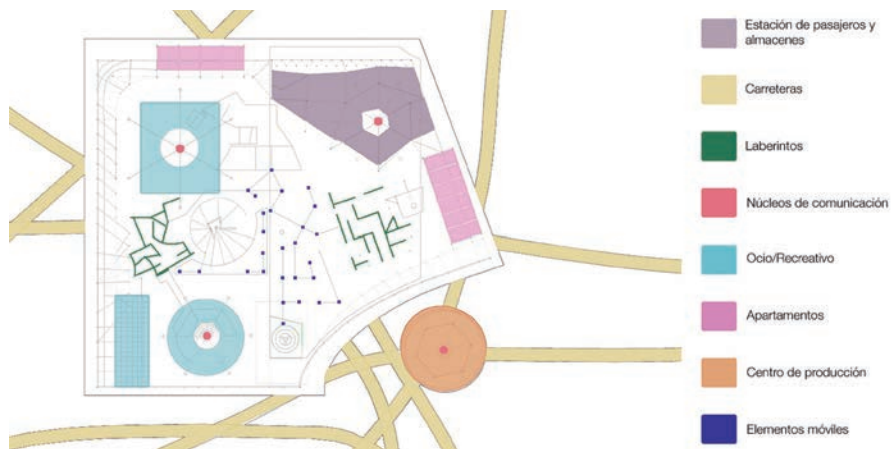 Estación de pasajeros y
almacenes
Carreteras
Laberintos
Núcleos de comunicación
Ocio/Recreativo
Apartamentos
Centro de producción
Elementos móviles